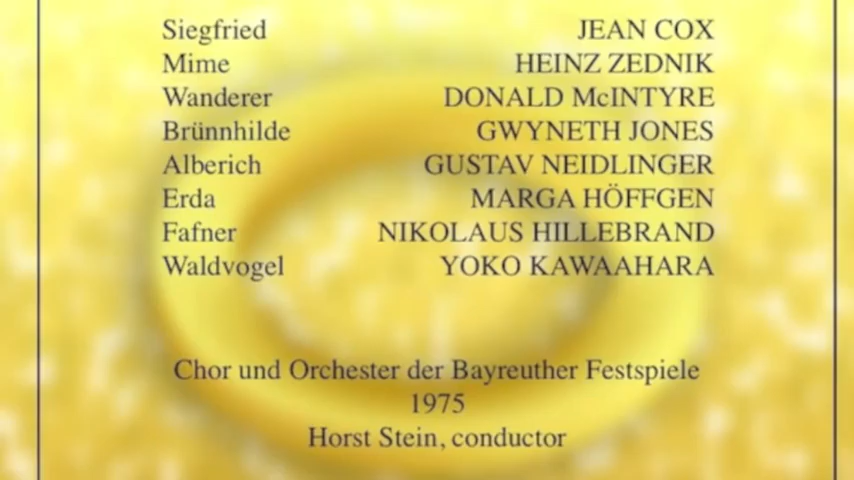 Siegfried JEAN COX
Mime HEINZ ZEDNIK
Wanderer DONALD McINTYRE
Brünnhilde GWYNETH JONES
Alberich GUSTAV NEIDLINGER
Erda MARGA HÖFFGEN
Fafner NIKOLAUS HILLEBRAND
Waldvogel YOKO KAWAAHARA
Chor und Orchester der Bayreuther Festspiele
1975
Horst Stein, conductor